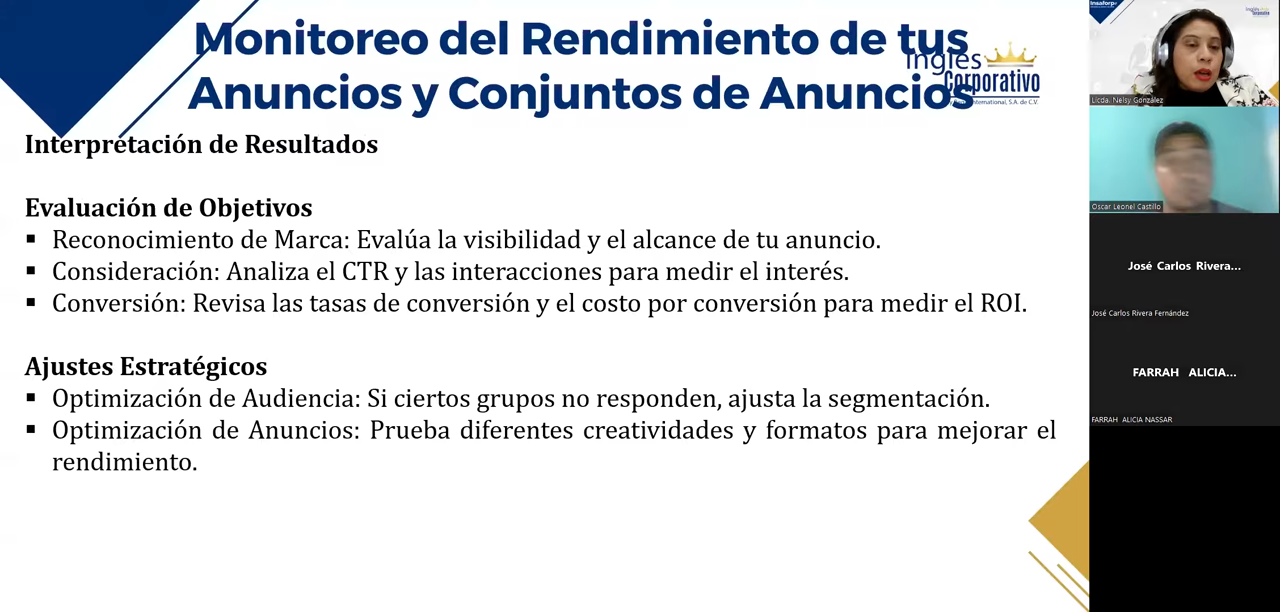 Monitoreo del Rendimiento de tus
Anuncios y Conjuntos de Anuncios
Inglés
Corporativo
International, S.A. de C.V.
Interpretación de Resultados
Evaluación de Objetivos
▪ Reconocimiento de Marca: Evalúa la visibilidad y el alcance de tu anuncio.
▪ Consideración: Analiza el CTR y las interacciones para medir el interés.
▪ Conversión: Revisa las tasas de conversión y el costo por conversión para medir el ROI.
Ajustes Estratégicos
▪ Optimización de Audiencia: Si ciertos grupos no responden, ajusta la segmentación.
▪ Optimización de Anuncios: Prueba diferentes creatividades y formatos para mejorar el
rendimiento.
Insaforp
Licda. Nelsy González
Oscar Leonel Castillo
José Carlos Rivera...
José Carlos Rivera Fernández
FARRAH ALICIA...
FARRAH ALICIA NASSAR